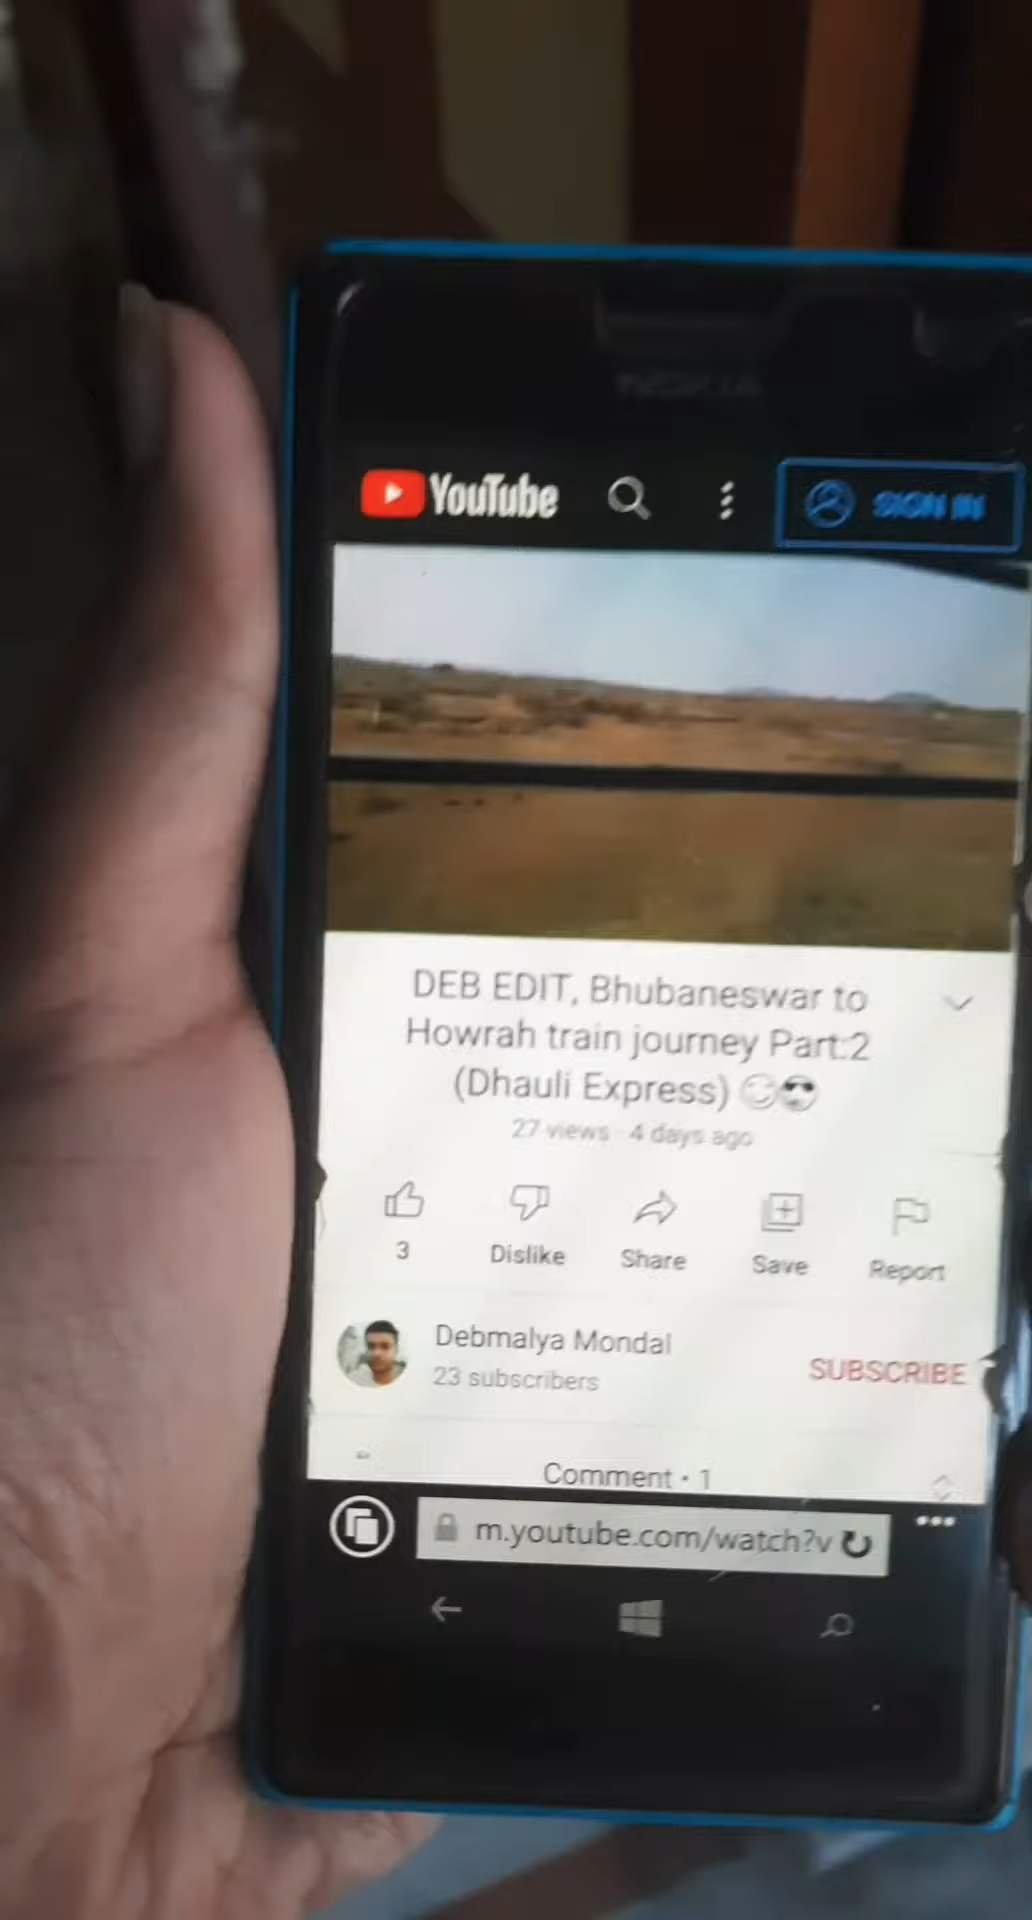 NOKIA
YouTube
SIGN IN
DEB EDIT, Bhubaneswar to
Howrah train journey Part:2
(Dhauli Express) 😏😎
27 views · 4 days ago
3 Dislike Share Save Report
Debmalya Mondal
23 subscribers
SUBSCRIBE
Comment • 1
m.youtube.com/watch?v